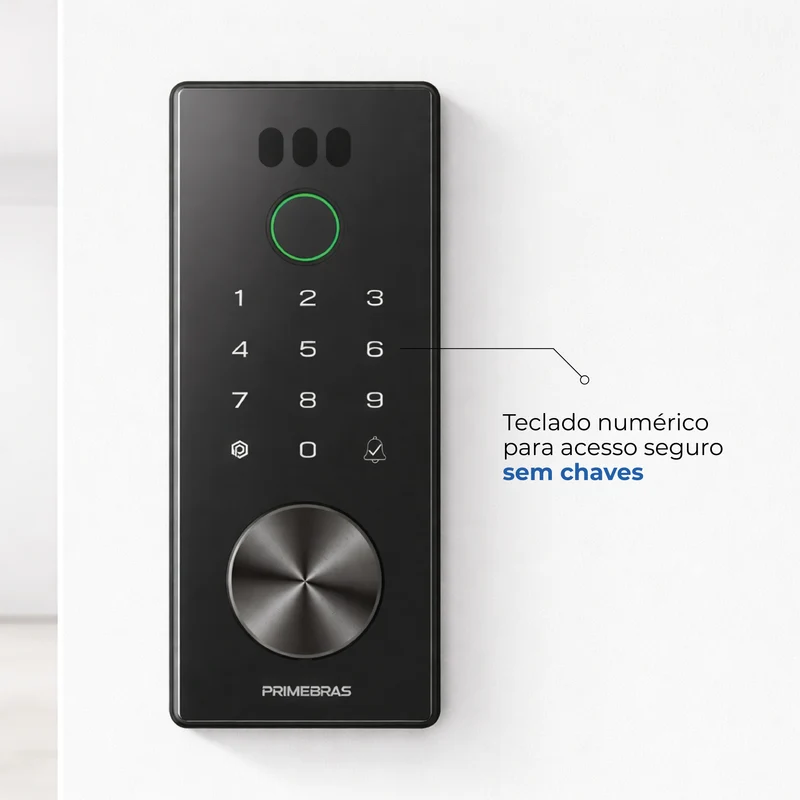 1 2 3
4 5 6
7 8 9
0
PRIMEBRAS
Teclado numérico
para acesso seguro
sem chaves